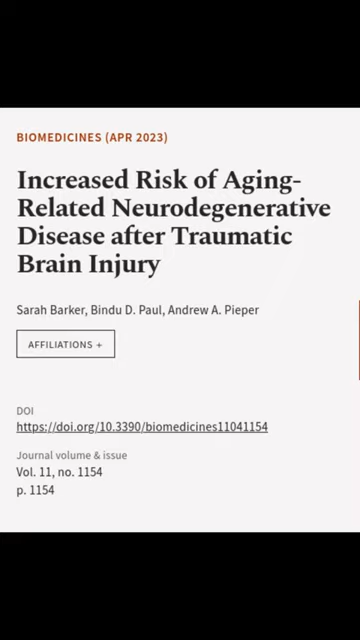 BIOMEDICINES (APR 2023)
Increased Risk of Aging-
Related Neurodegenerative
Disease after Traumatic
Brain Injury
Sarah Barker, Bindu D. Paul, Andrew A. Pieper
AFFILIATIONS +
DOI
https://doi.org/10.3390/biomedicines11041154
Journal volume & issue
Vol. 11, no. 1154
p. 1154